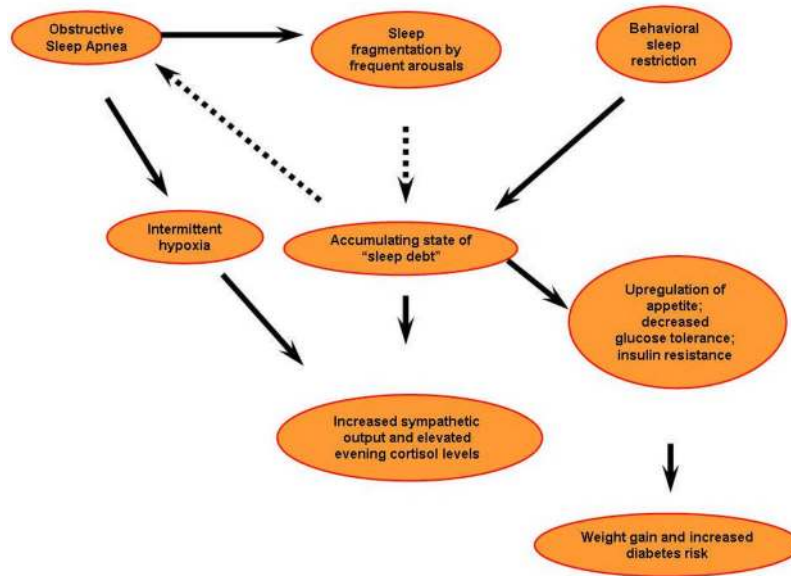 Obstructive
Sleep Apnea
Sleep
fragmentation by
frequent arousals
Behavioral
sleep
restriction
Intermittent
hypoxia
Accumulating state of
“sleep debt”
Upregulation of
appetite;
decreased
glucose tolerance;
insulin resistance
Increased sympathetic
output and elevated
evening cortisol levels
Weight gain and increased
diabetes risk